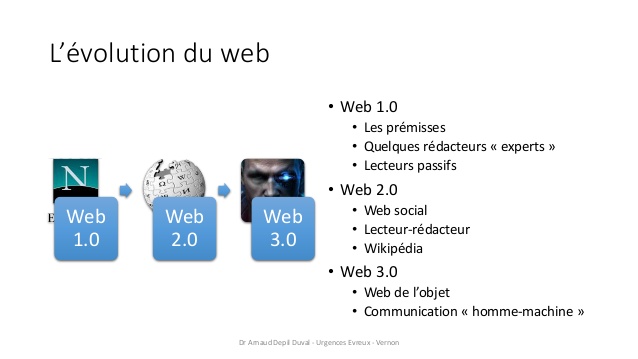 L’évolution du web
• Web 1.0
• Les prémisses
• Quelques rédacteurs « experts »
• Lecteurs passifs
• Web 2.0
• Web social
• Lecteur-rédacteur
• Wikipédia
• Web 3.0
• Web de l’objet
• Communication « homme-machine »
N
W
Web
1.0
Web
2.0
Web
3.0
Dr Arnaud Depil Duval - Urgences Evreux - Vernon